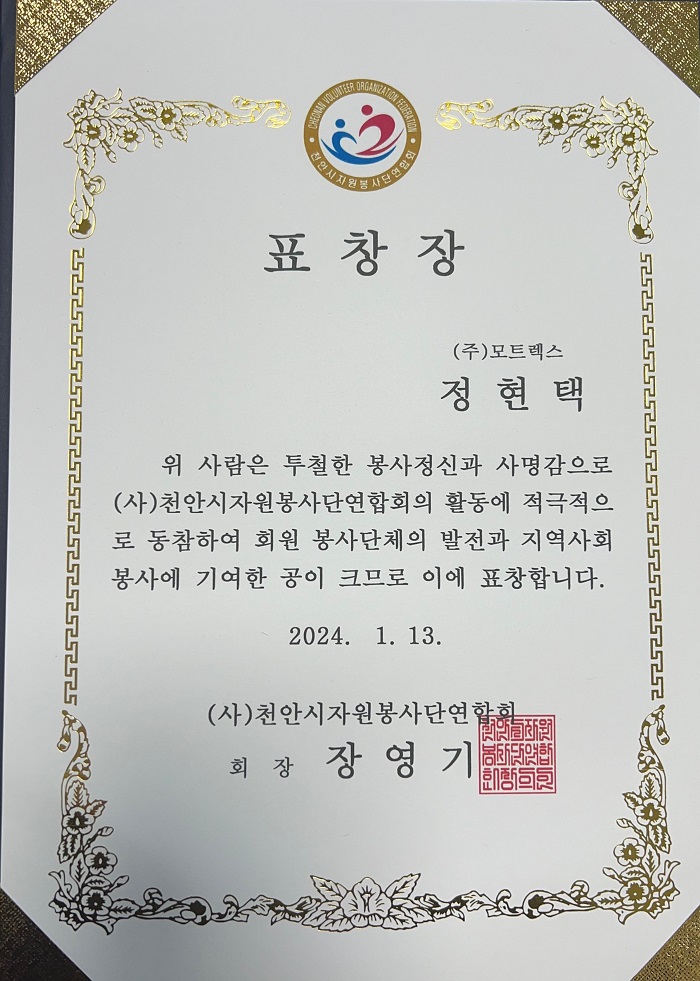 CHEONAN VOLUNTEER ORGANIZATION FEDERATION
천안시자원봉사단연합회
표 창 장
(주)모트렉스
정 현 택
위 사람은 투철한 봉사정신과 사명감으로
(사)천안시자원봉사단연합회의 활동에 적극적으
로 동참하여 회원 봉사단체의 발전과 지역사회
봉사에 기여한 공이 크므로 이에 표창합니다.
2024. 1. 13.
(사)천안시자원봉사단연합회
회 장 장 영 기